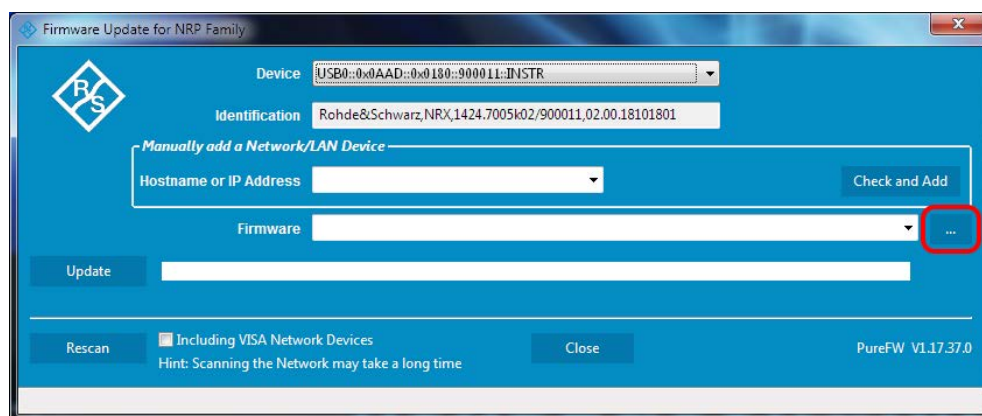 Firmware Update for NRP Family
x
R
S
Device
USB0::0x0AAD::0x0180::900011::INSTR
Identification
Rohde&Schwarz,NRX,1424.7005k02/900011,02.00.18101801
Manually add a Network/LAN Device
Hostname or IP Address
Check and Add
Firmware
...
Update
Rescan
Including VISA Network Devices
Hint: Scanning the Network may take a long time
Close
PureFW V1.17.37.0